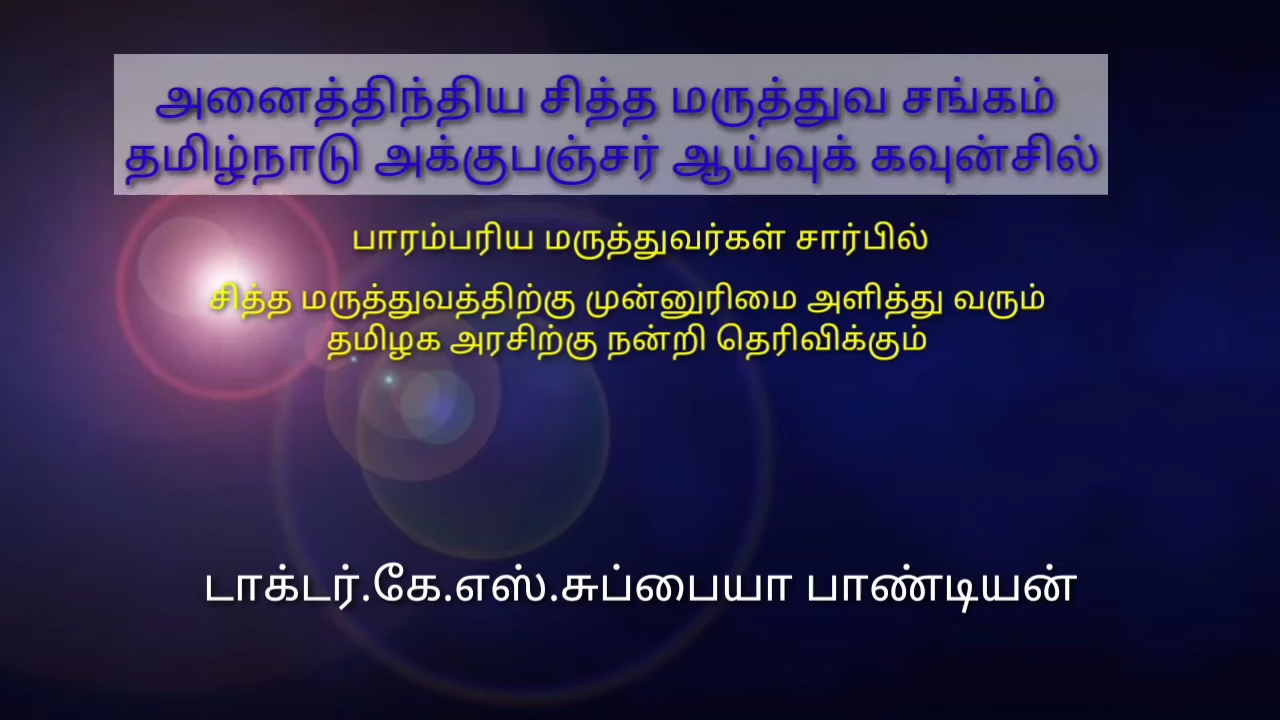 அனைத்திந்திய சித்த மருத்துவ சங்கம்
தமிழ்நாடு அக்குபஞ்சர் ஆய்வுக் கவுன்சில்
பாரம்பரிய மருத்துவர்கள் சார்பில்
சித்த மருத்துவத்திற்கு முன்னுரிமை அளித்து வரும்
தமிழக அரசிற்கு நன்றி தெரிவிக்கும்
டாக்டர்.கே.எஸ்.சுப்பையா பாண்டியன்